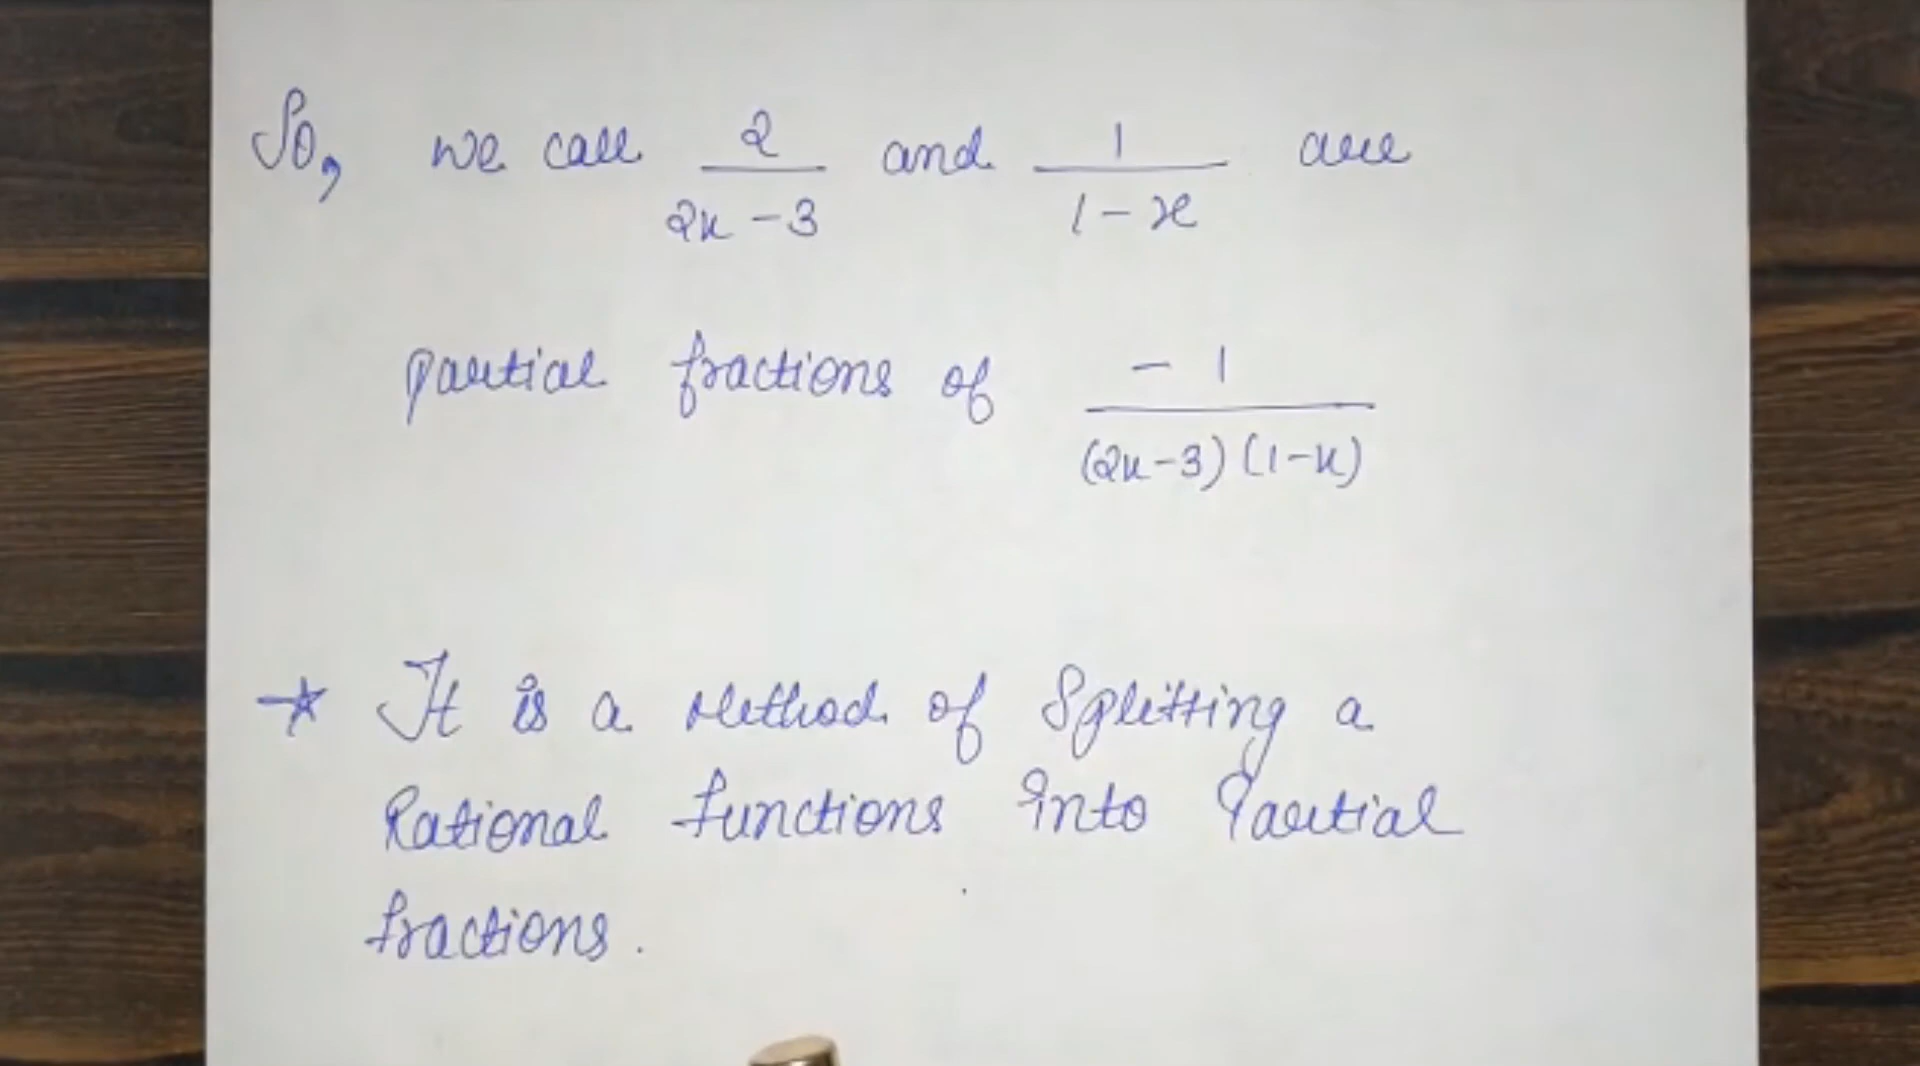 So, we call 2/(2x-3) and 1/(1-x) are
partial fractions of -1/((2x-3)(1-x))
* It is a Method of Splitting a
Rational functions into Partial
fractions.